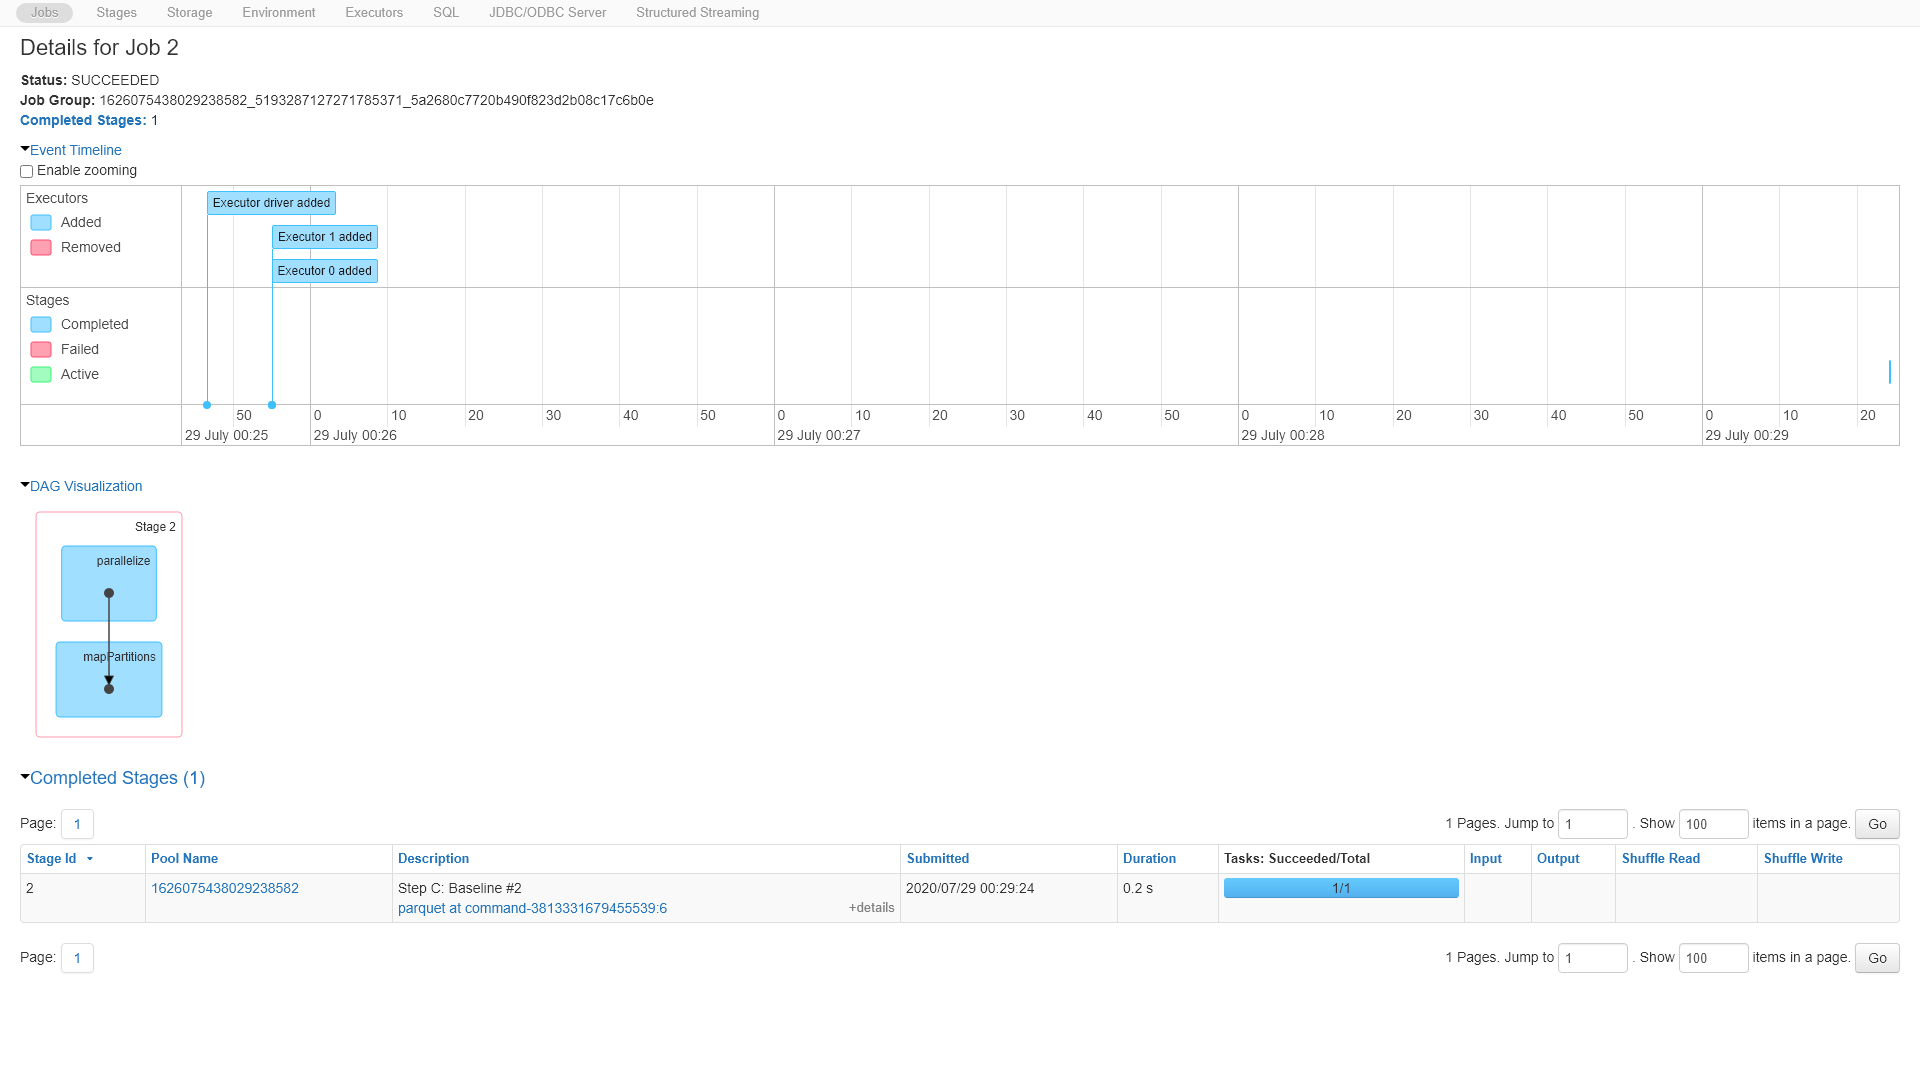 Jobs Stages Storage Environment Executors SQL JDBC/ODBC Server Structured Streaming
Details for Job 2
Status: SUCCEEDED
Job Group: 1626075438029238582_5193287127271785371_5a2680c7720b490f823d2b08c17c6b0e
Completed Stages: 1
Event Timeline
Enable zooming
Executors
Added
Removed
Executor driver added
Executor 1 added
Executor 0 added
Stages
Completed
Failed
Active
50 0 10 20 30 40 50 0 10 20 30 40 50 0 10 20 30 40 50 0 10 20
29 July 00:25 29 July 00:26 29 July 00:27 29 July 00:28 29 July 00:29
DAG Visualization
Stage 2
parallelize
mapPartitions
Completed Stages (1)
Page: 1 1 Pages. Jump to 1 . Show 100 items in a page. Go
Stage Id Pool Name Description Submitted Duration Tasks: Succeeded/Total Input Output Shuffle Read Shuffle Write
2 1626075438029238582 Step C: Baseline #2 2020/07/29 00:29:24 0.2 s 1/1
parquet at command-3813331679455539:6 +details
Page: 1 1 Pages. Jump to 1 . Show 100 items in a page. Go